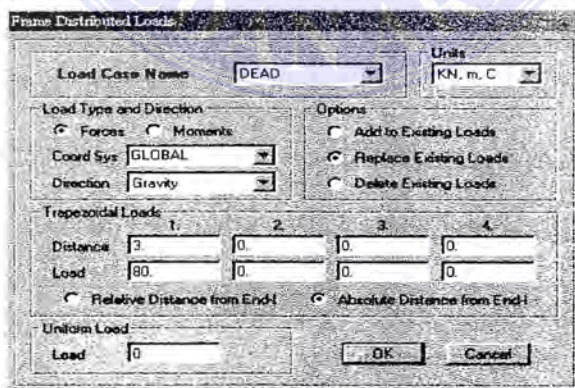 Frame Distributed Loads
Units
Load Case Name DEAD KN, m, C
Load Type and Direction Options
Forces Moments Add to Existing Loads
Coord Sys GLOBAL Replace Existing Loads
Direction Gravity Delete Existing Loads
Trapezoidal Loads
1. 2. 3. 4.
Distance 3. 0. 0. 0.
Load 80. 0. 0. 0.
Relative Distance from End-I Absolute Distance from End-I
Uniform Load
Load 0 OK Cancel